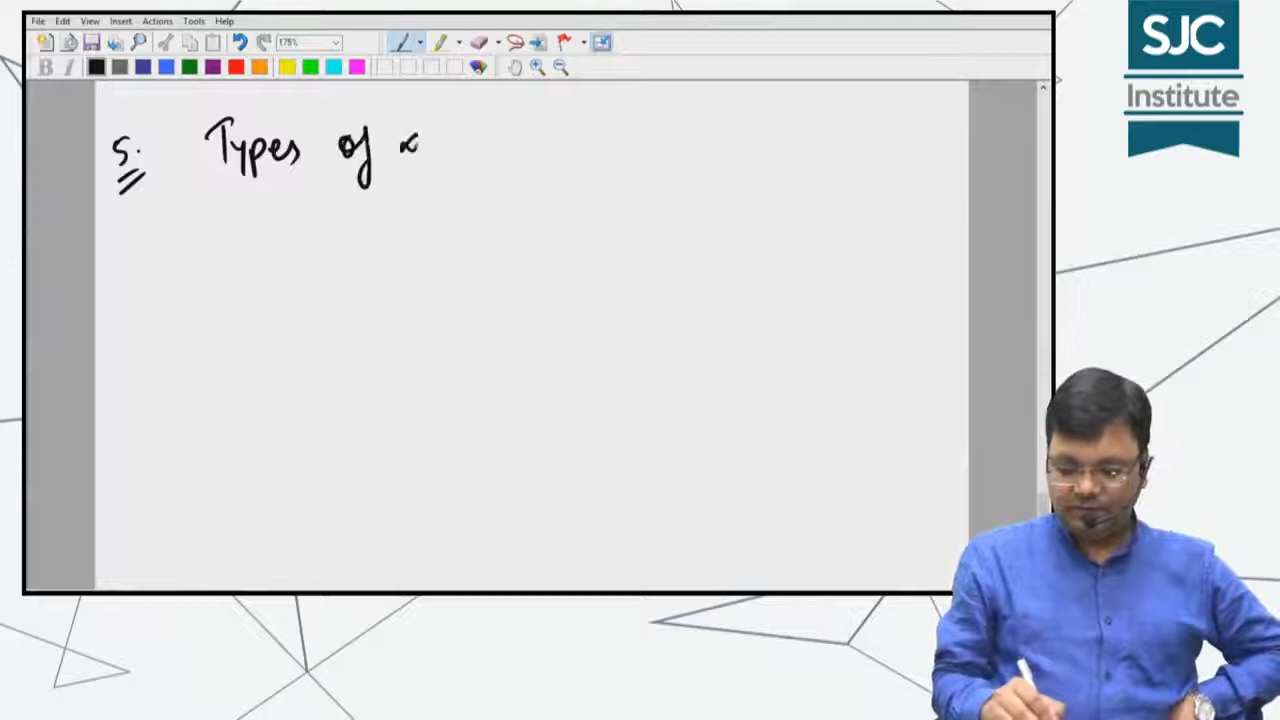 File Edit View Insert Actions Tools Help
175%
B I
5. Types of
SJC
Institute